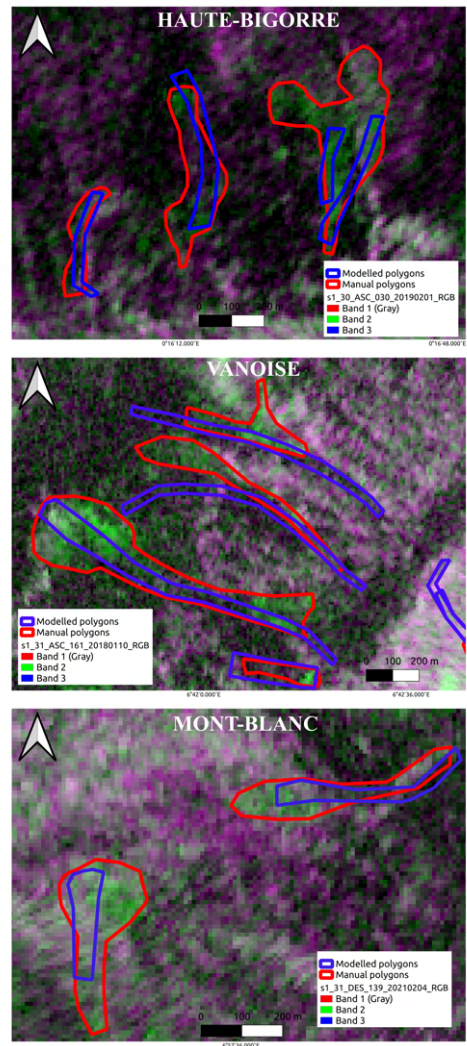 HAUTE-BIGORRE
Modelled polygons
Manual polygons
s1_30_ASC_030_20190201_RGB
Band 1 (Gray)
Band 2
Band 3
0 100 200 m
0°16'12.000"E 0°16'48.000"E
VANOISE
Modelled polygons
Manual polygons
s1_31_ASC_161_20180110_RGB
Band 1 (Gray)
Band 2
Band 3
0 100 200 m
6°42'0.000"E 6°42'36.000"E
MONT-BLANC
Modelled polygons
Manual polygons
s1_31_DES_139_20210204_RGB
Band 1 (Gray)
Band 2
Band 3
0 100 200 m